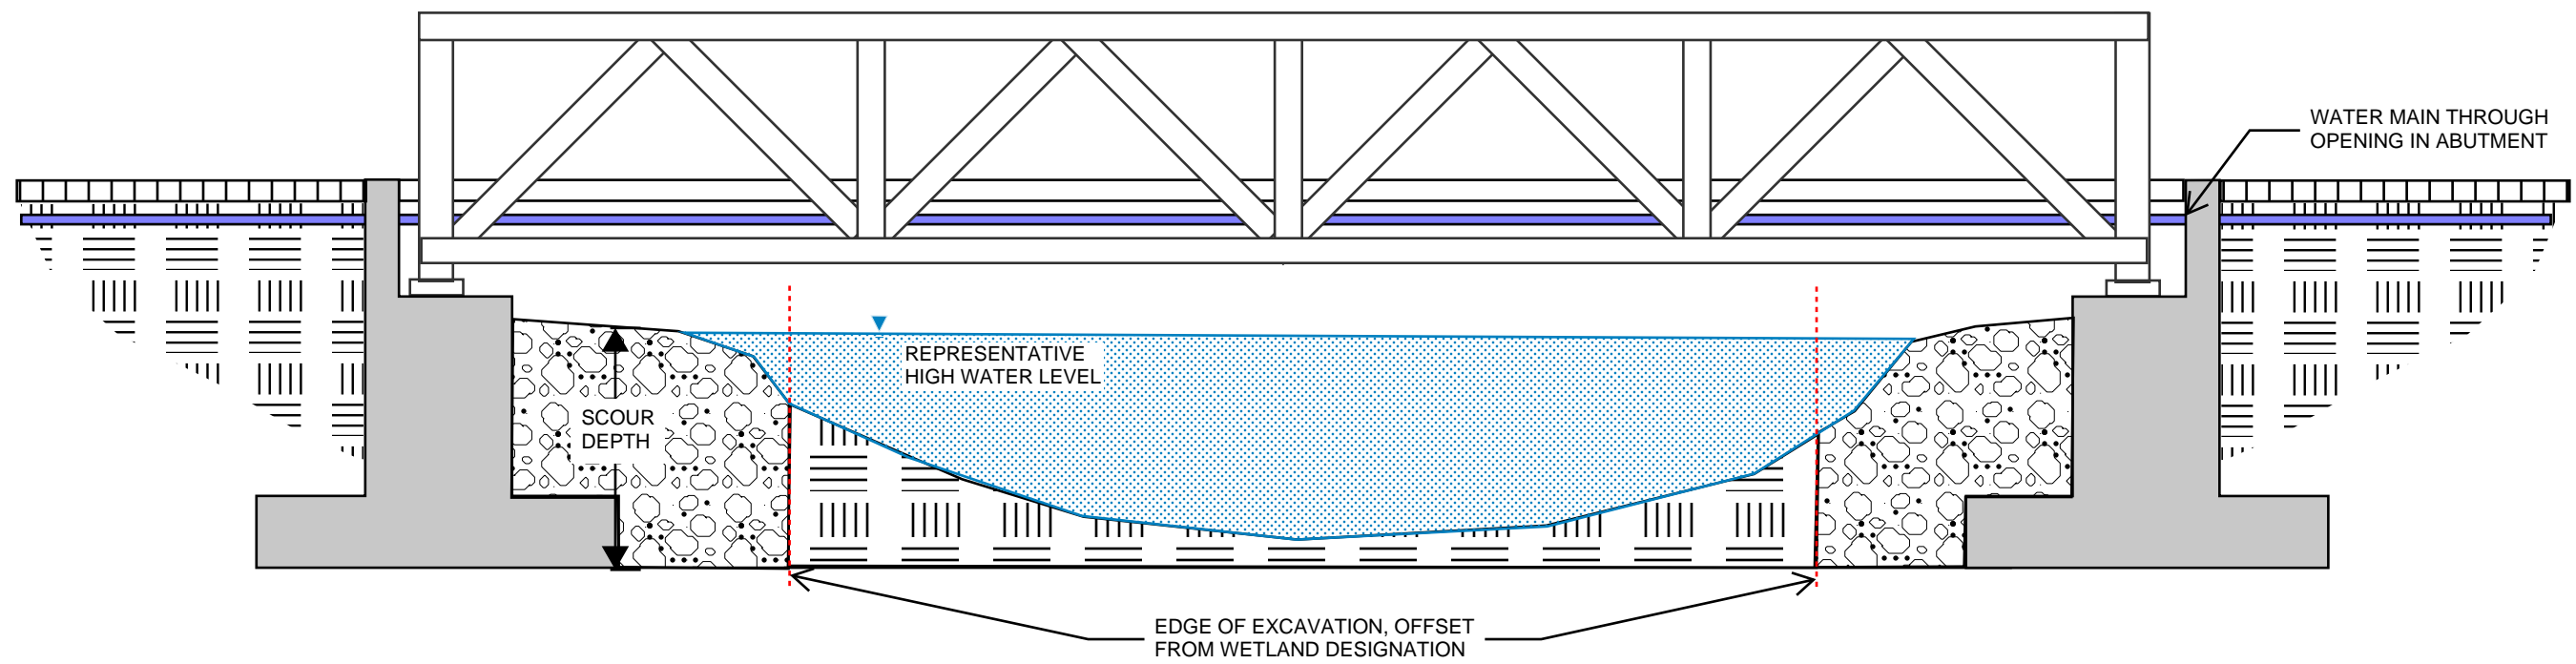 WATER MAIN THROUGH
OPENING IN ABUTMENT
REPRESENTATIVE
HIGH WATER LEVEL
SCOUR
DEPTH
EDGE OF EXCAVATION, OFFSET
FROM WETLAND DESIGNATION